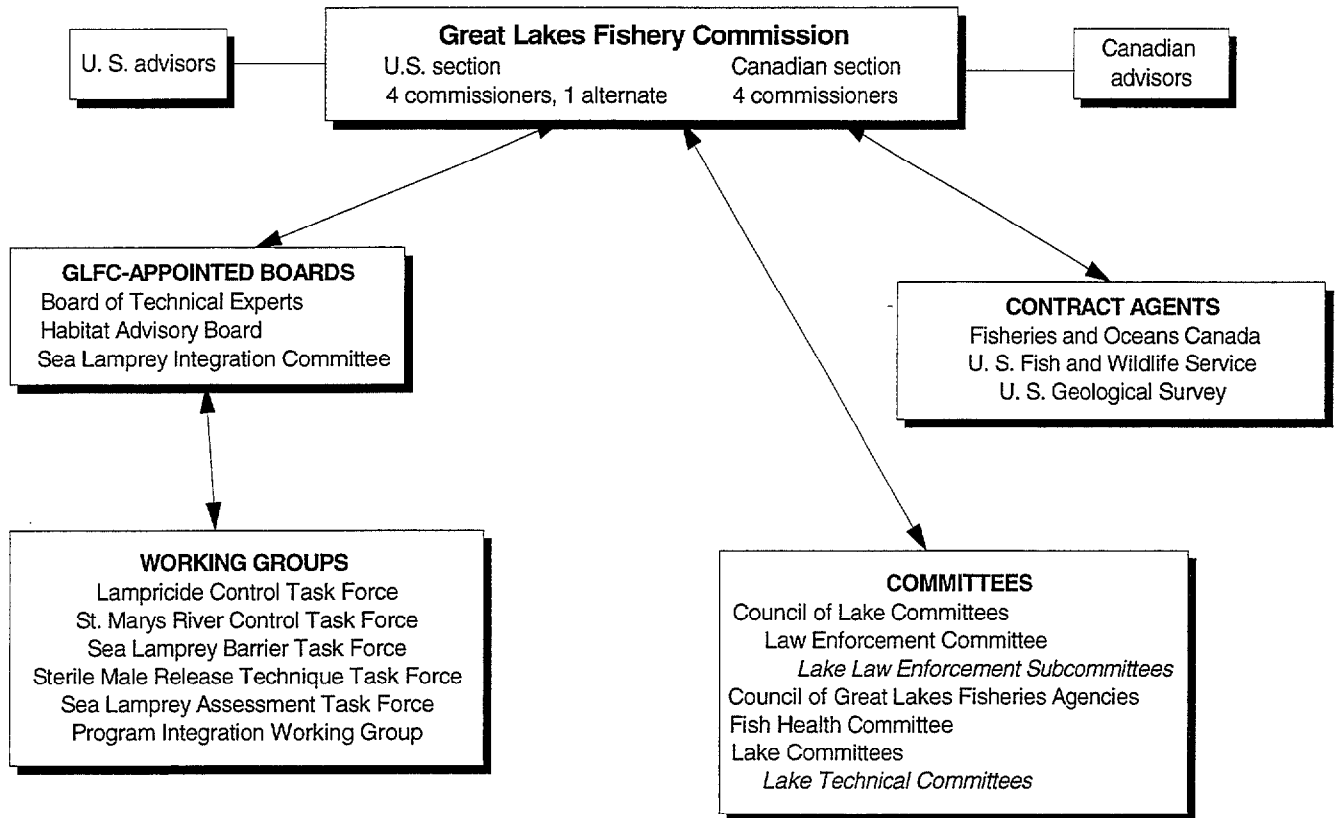 Great Lakes Fishery Commission
U.S. section Canadian section
4 commissioners, 1 alternate 4 commissioners
U. S. advisors
Canadian
advisors
GLFC-APPOINTED BOARDS
Board of Technical Experts
Habitat Advisory Board
Sea Lamprey Integration Committee
CONTRACT AGENTS
Fisheries and Oceans Canada
U. S. Fish and Wildlife Service
U. S. Geological Survey
WORKING GROUPS
Lampricide Control Task Force
St. Marys River Control Task Force
Sea Lamprey Barrier Task Force
Sterile Male Release Technique Task Force
Sea Lamprey Assessment Task Force
Program Integration Working Group
COMMITTEES
Council of Lake Committees
Law Enforcement Committee
Lake Law Enforcement Subcommittees
Council of Great Lakes Fisheries Agencies
Fish Health Committee
Lake Committees
Lake Technical Committees